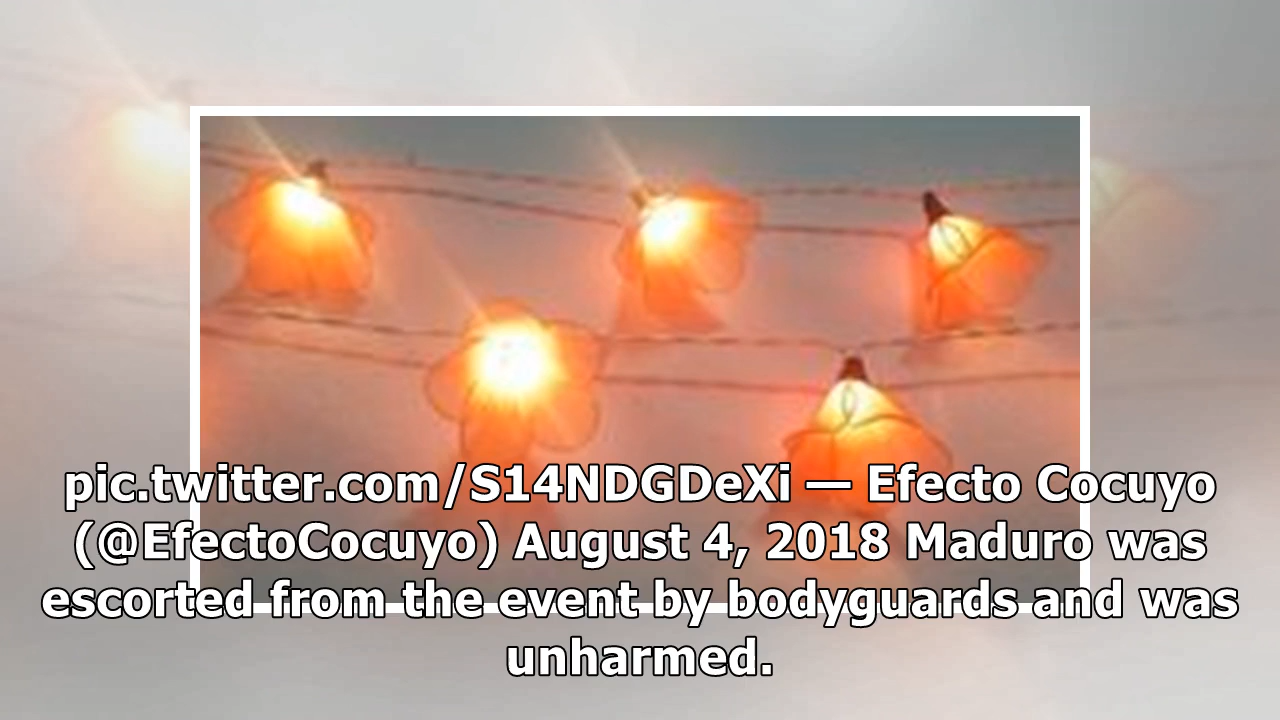 pic.twitter.com/S14NDGDeXi — Efecto Cocuyo
(@EfectoCocuyo) August 4, 2018 Maduro was
escorted from the event by bodyguards and was
unharmed.